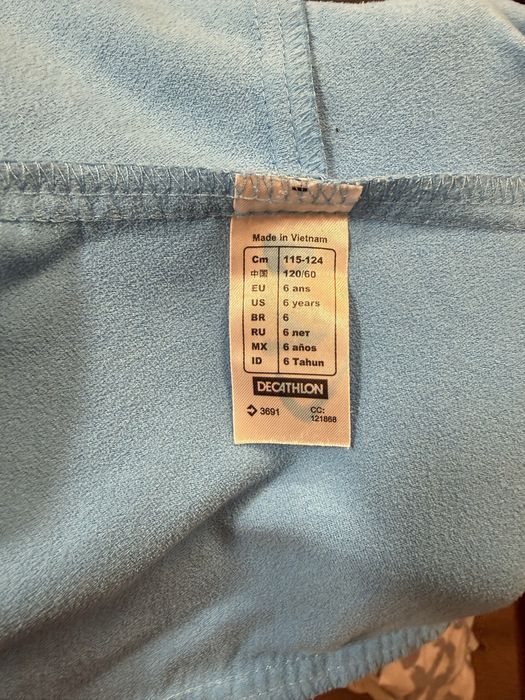 Made in Vietnam
Cm 115-124
中国 120/60
EU 6 ans
US 6 years
BR 6
RU 6 лет
MX 6 años
ID 6 Tahun
DECATHLON
3691 CC:
121868